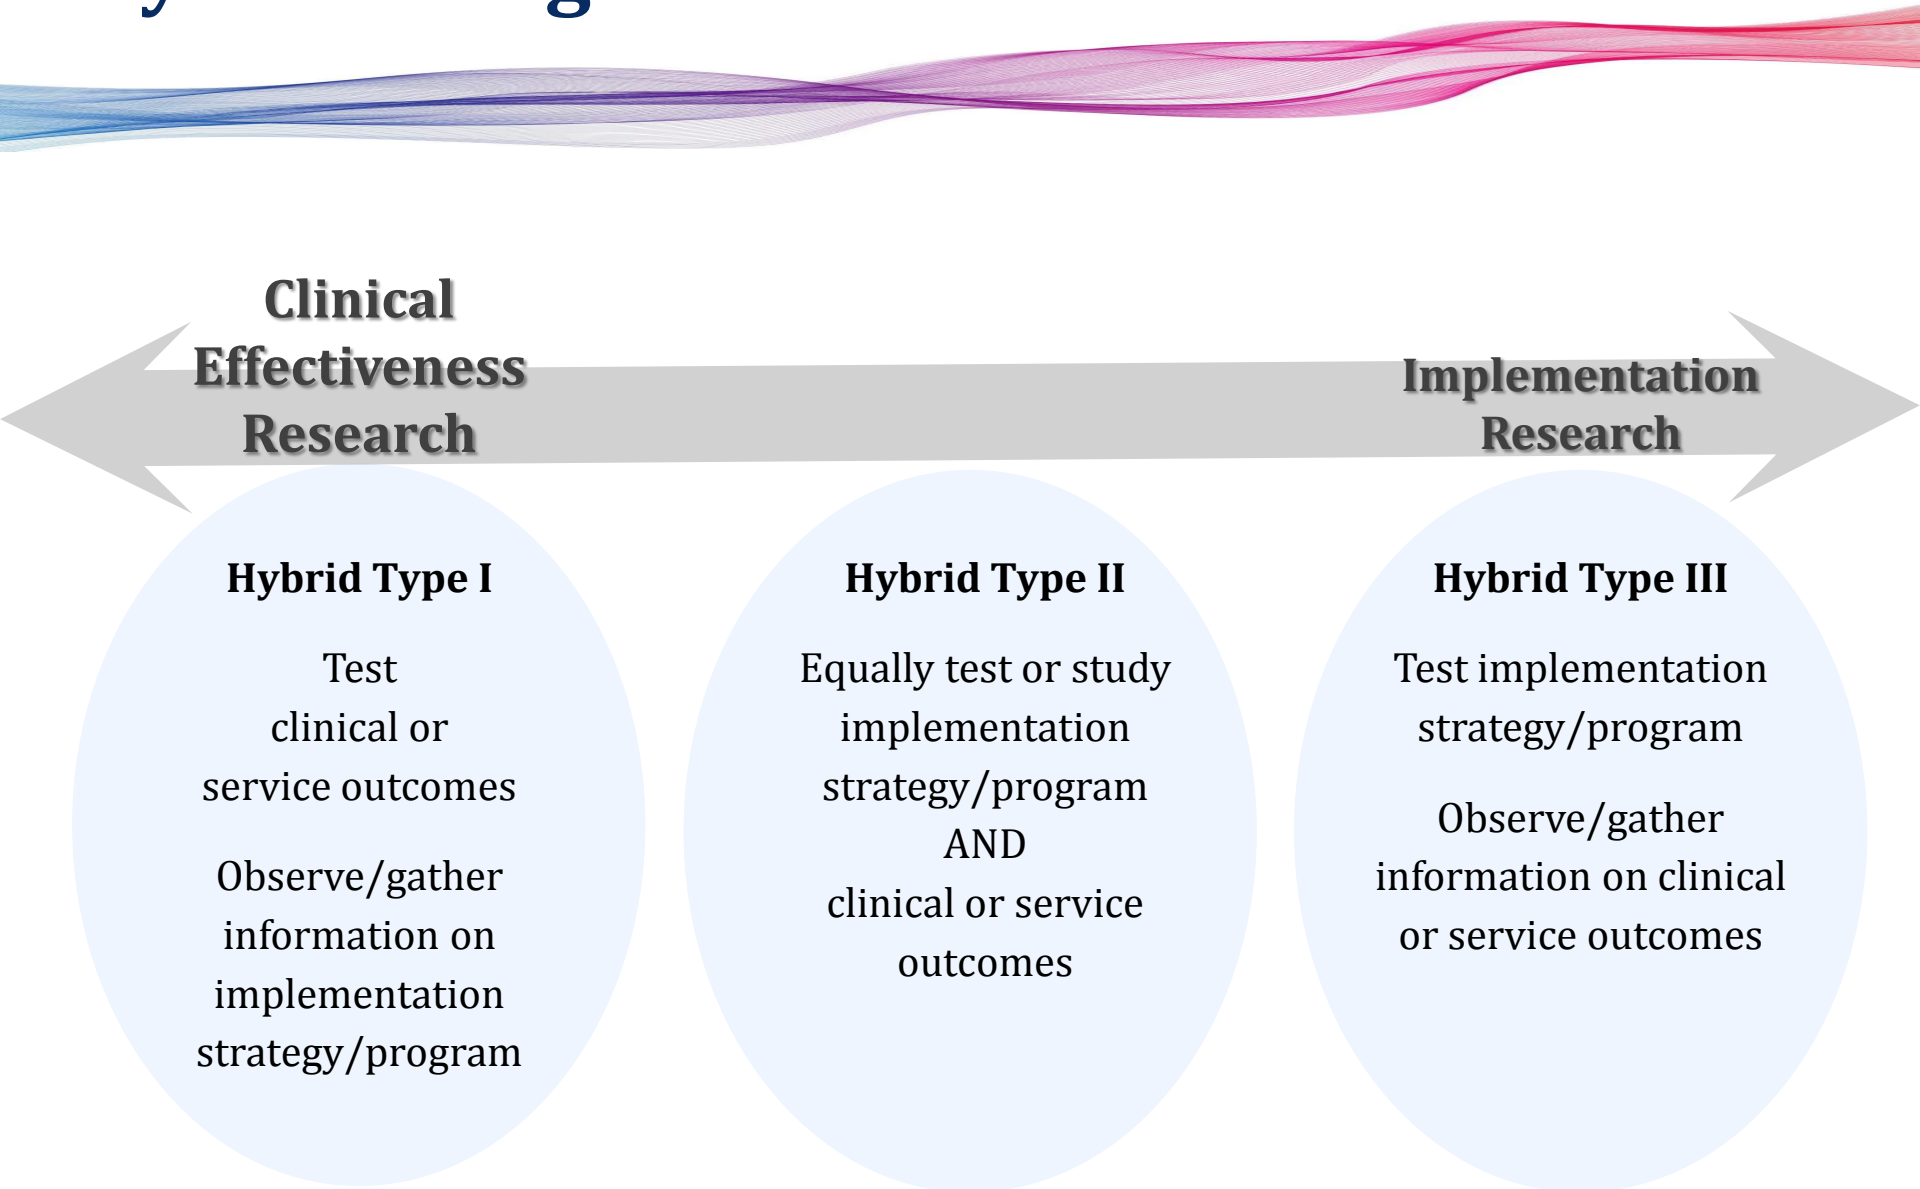 Clinical
Effectiveness
Research
Implementation
Research
Hybrid Type I
Test
clinical or
service outcomes
Observe/gather
information on
implementation
strategy/program
Hybrid Type II
Equally test or study
implementation
strategy/program
AND
clinical or service
outcomes
Hybrid Type III
Test implementation
strategy/program
Observe/gather
information on clinical
or service outcomes